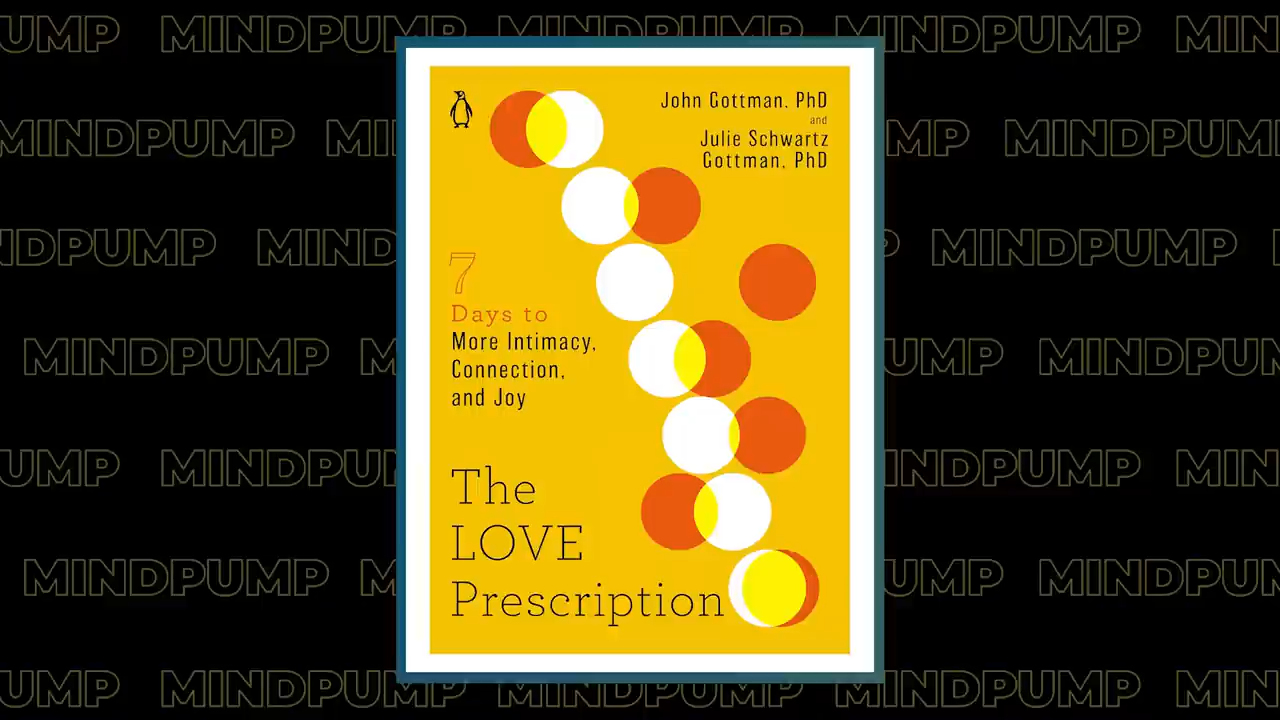 MINDPUMP
John Gottman, PhD
and
Julie Schwartz
Gottman, PhD
7
Days to
More Intimacy,
Connection,
and Joy
The
LOVE
Prescription